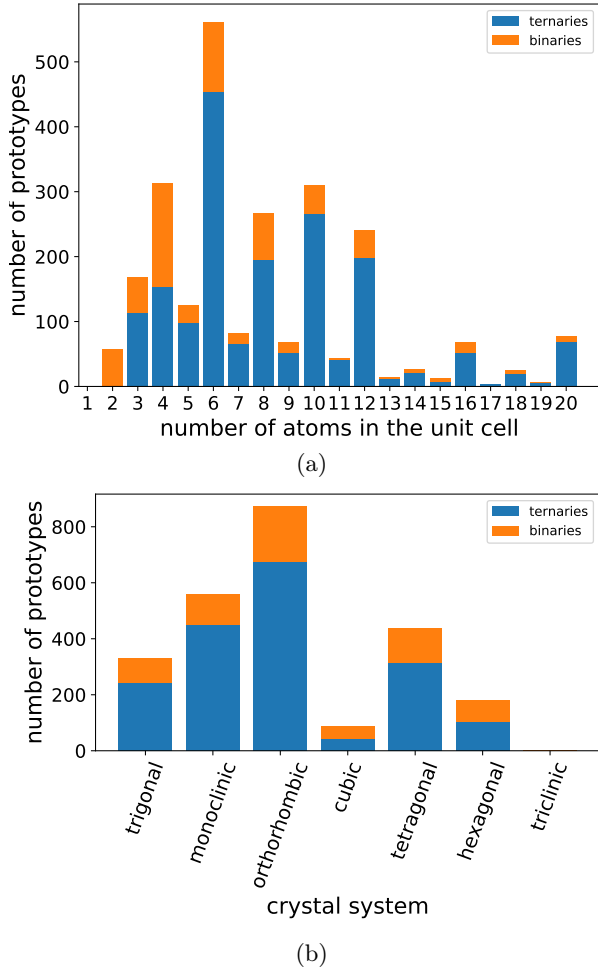 ternaries
binaries
500
400
300
200
100
0
number of prototypes
1 2 3 4 5 6 7 8 9 10 11 12 13 14 15 16 17 18 19 20
number of atoms in the unit cell
(a)
ternaries
binaries
800
600
400
200
0
number of prototypes
trigonal
monoclinic
orthorhombic
cubic
tetragonal
hexagonal
triclinic
crystal system
(b)